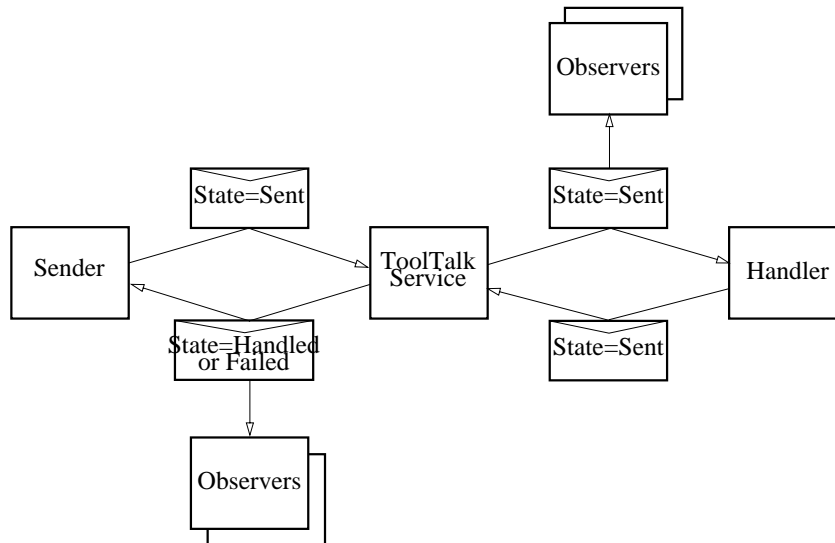 Observers
State=Sent
State=Sent
Sender
ToolTalk
Service
Handler
State=Handled
or Failed
State=Sent
Observers